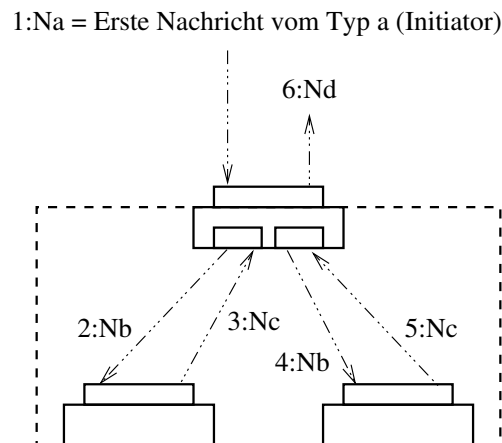 1:Na = Erste Nachricht vom Typ a (Initiator)
6:Nd
2:Nb
3:Nc
4:Nb
5:Nc